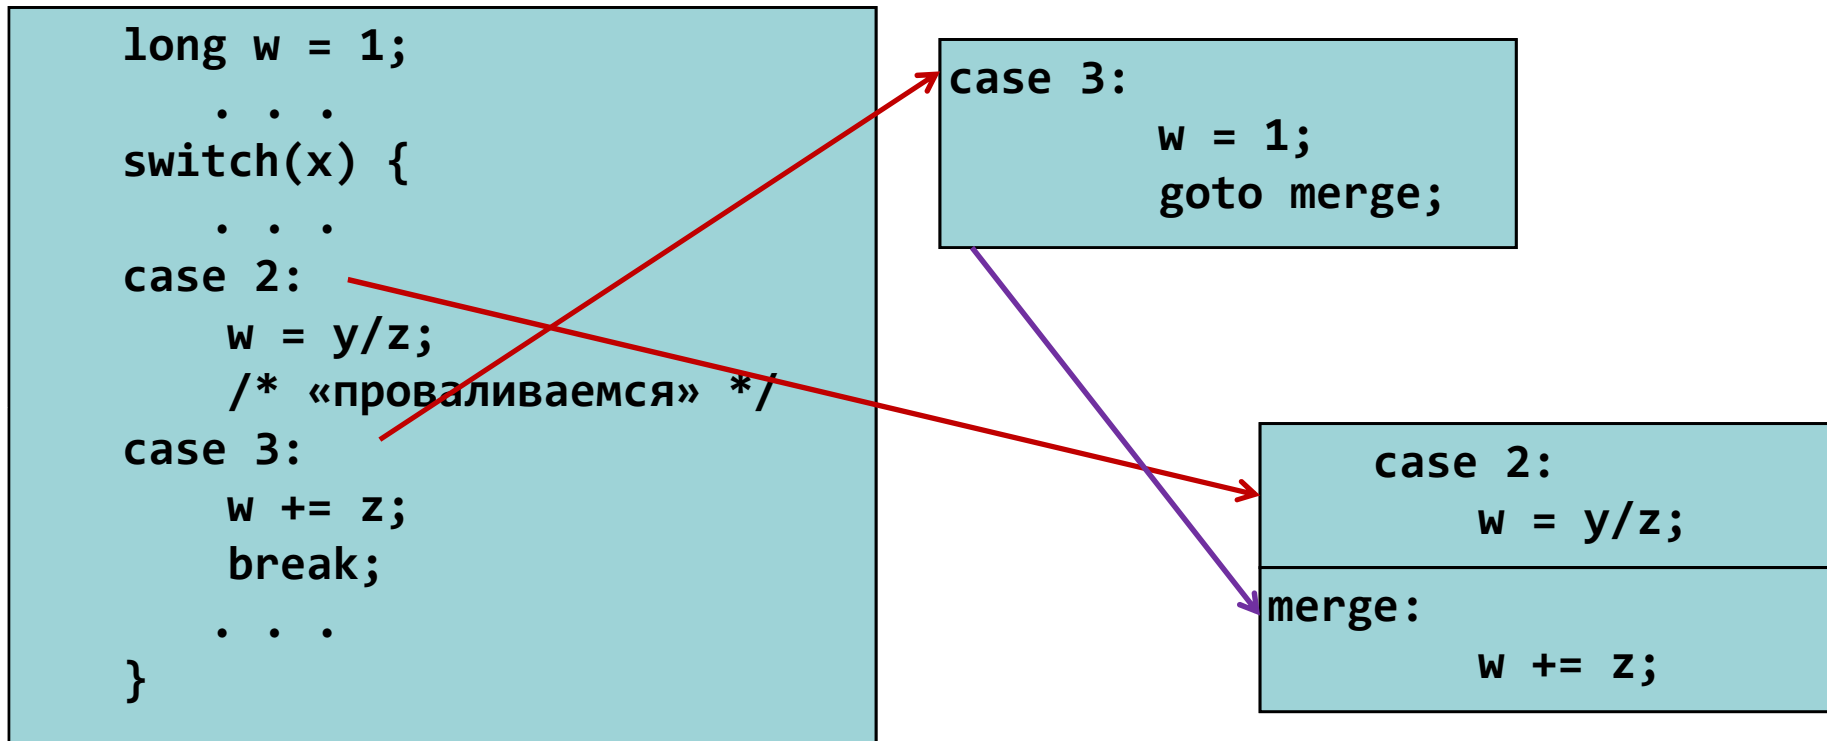 long w = 1;
. . .
switch(x) {
. . .
case 2:
w = y/z;
/* «проваливаемся» */
case 3:
w += z;
break;
. . .
}
case 3:
w = 1;
goto merge;
case 2:
w = y/z;
merge:
w += z;